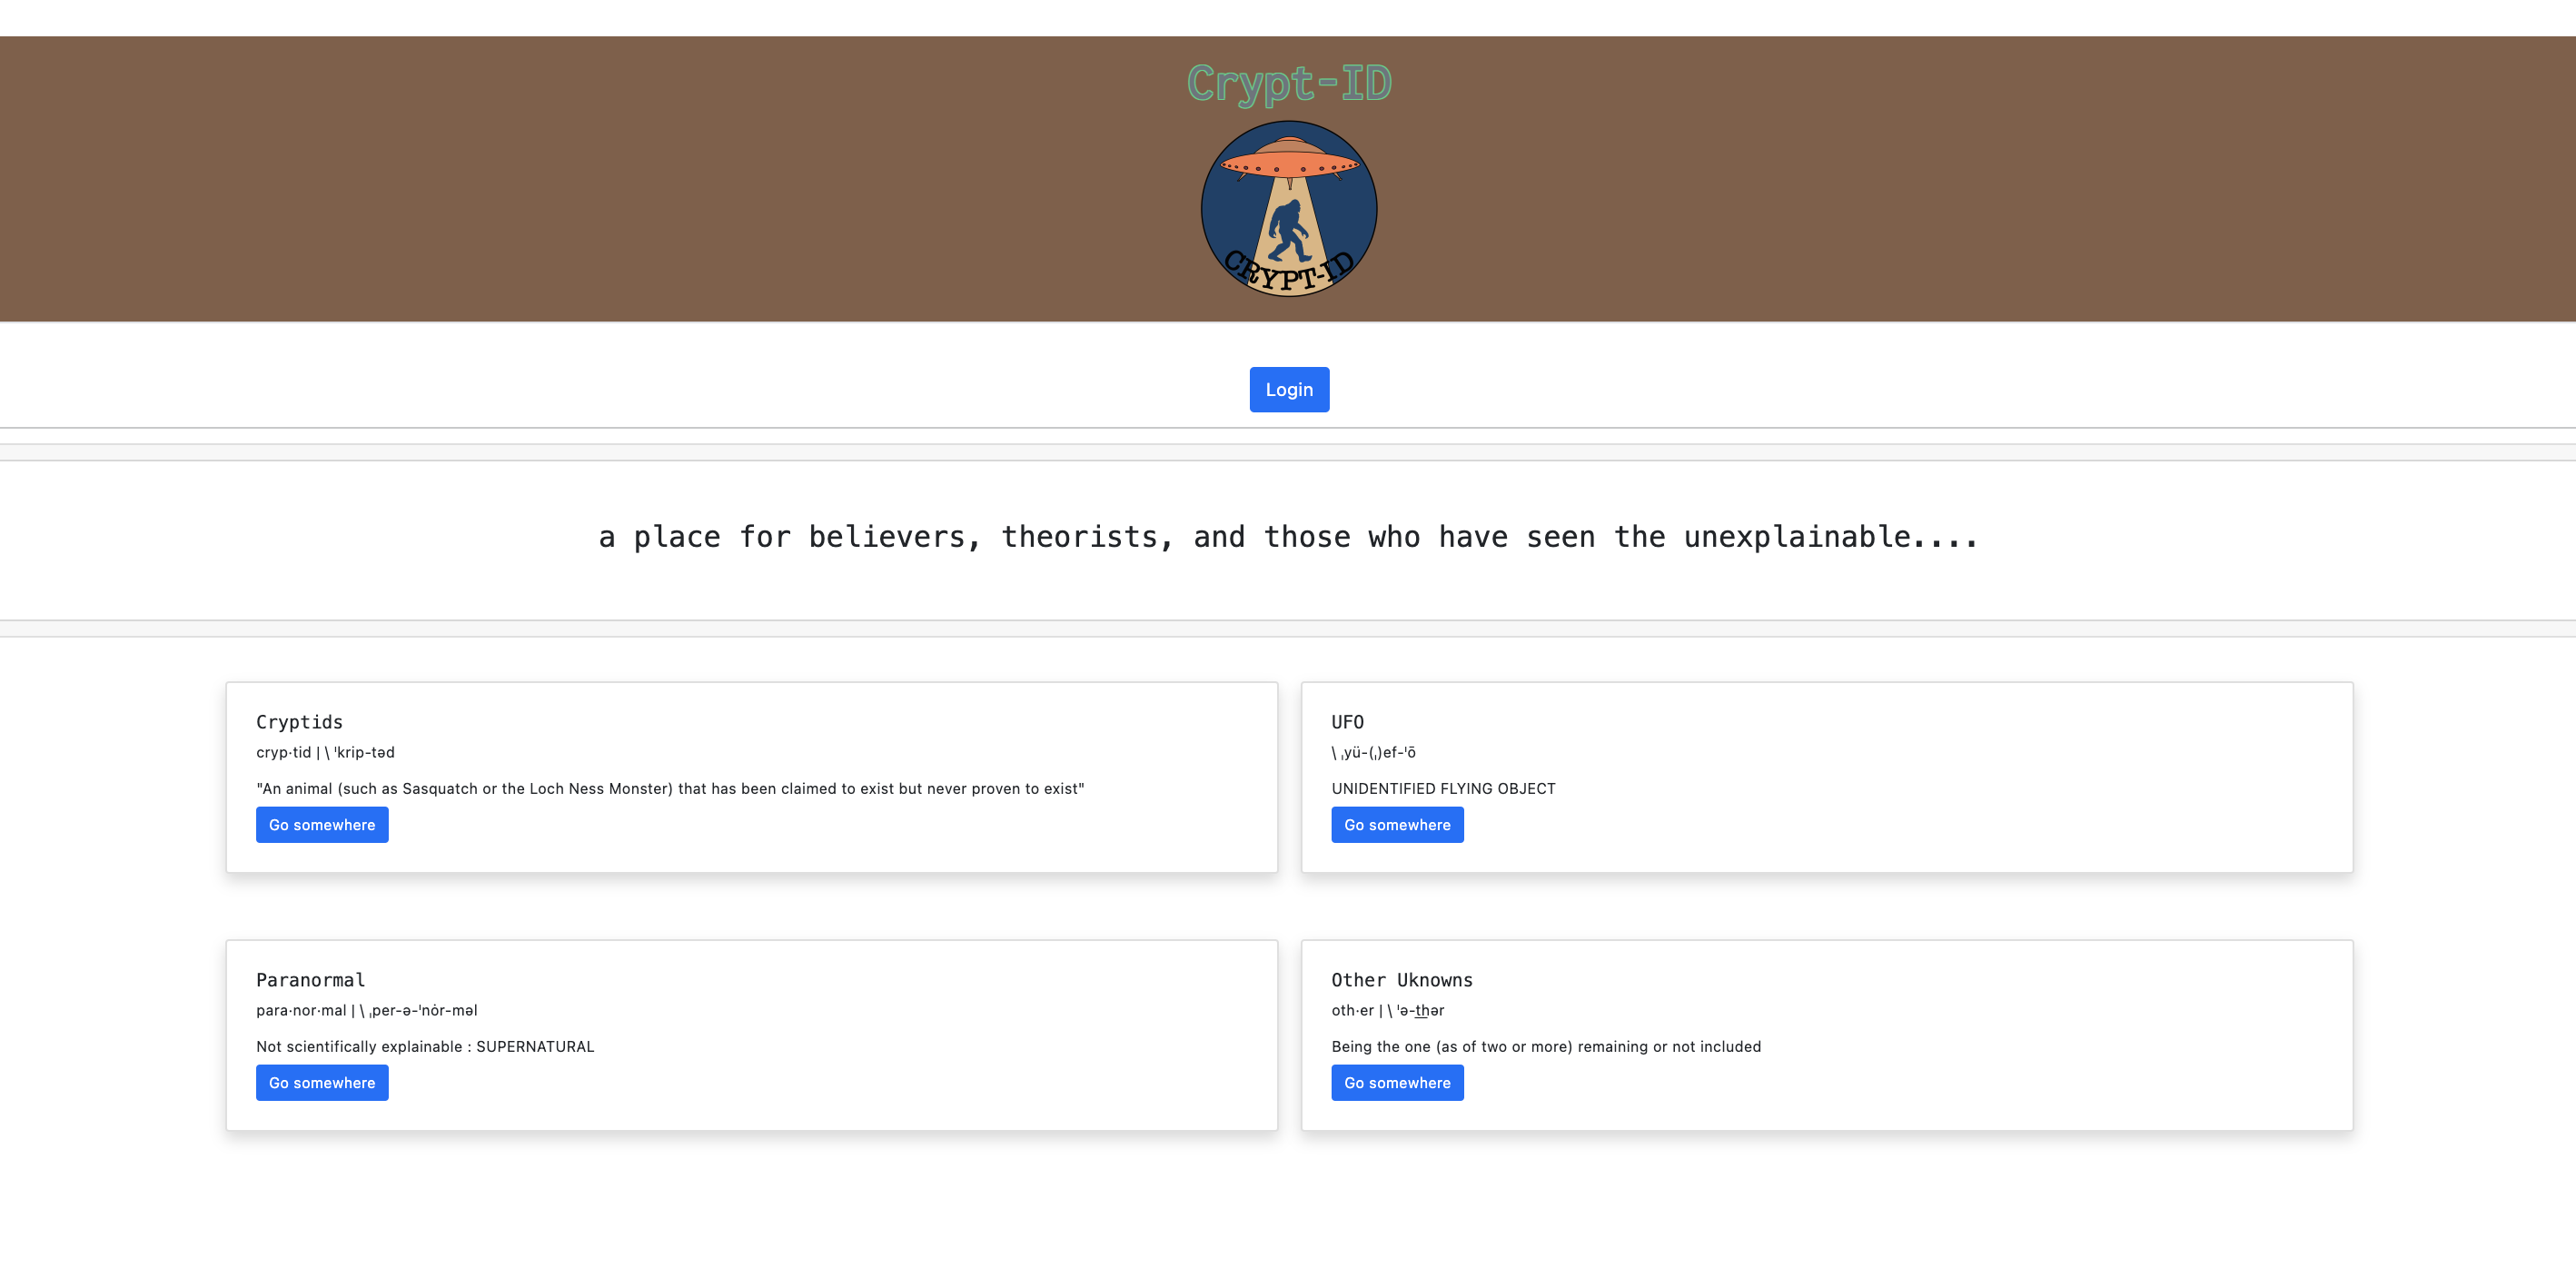 Crypt-ID
CRYPT-ID
Login
a place for believers, theorists, and those who have seen the unexplainable....
Cryptids
cryp·tid | \ ˈkrip-təd
"An animal (such as Sasquatch or the Loch Ness Monster) that has been claimed to exist but never proven to exist"
Go somewhere
UFO
\ ˌyü-(ˌ)ef-ˈō
UNIDENTIFIED FLYING OBJECT
Go somewhere
Paranormal
para·nor·mal | \ ˌper-ə-ˈnȯr-məl
Not scientifically explainable : SUPERNATURAL
Go somewhere
Other Uknowns
oth·er | \ ˈə-t͟hər
Being the one (as of two or more) remaining or not included
Go somewhere